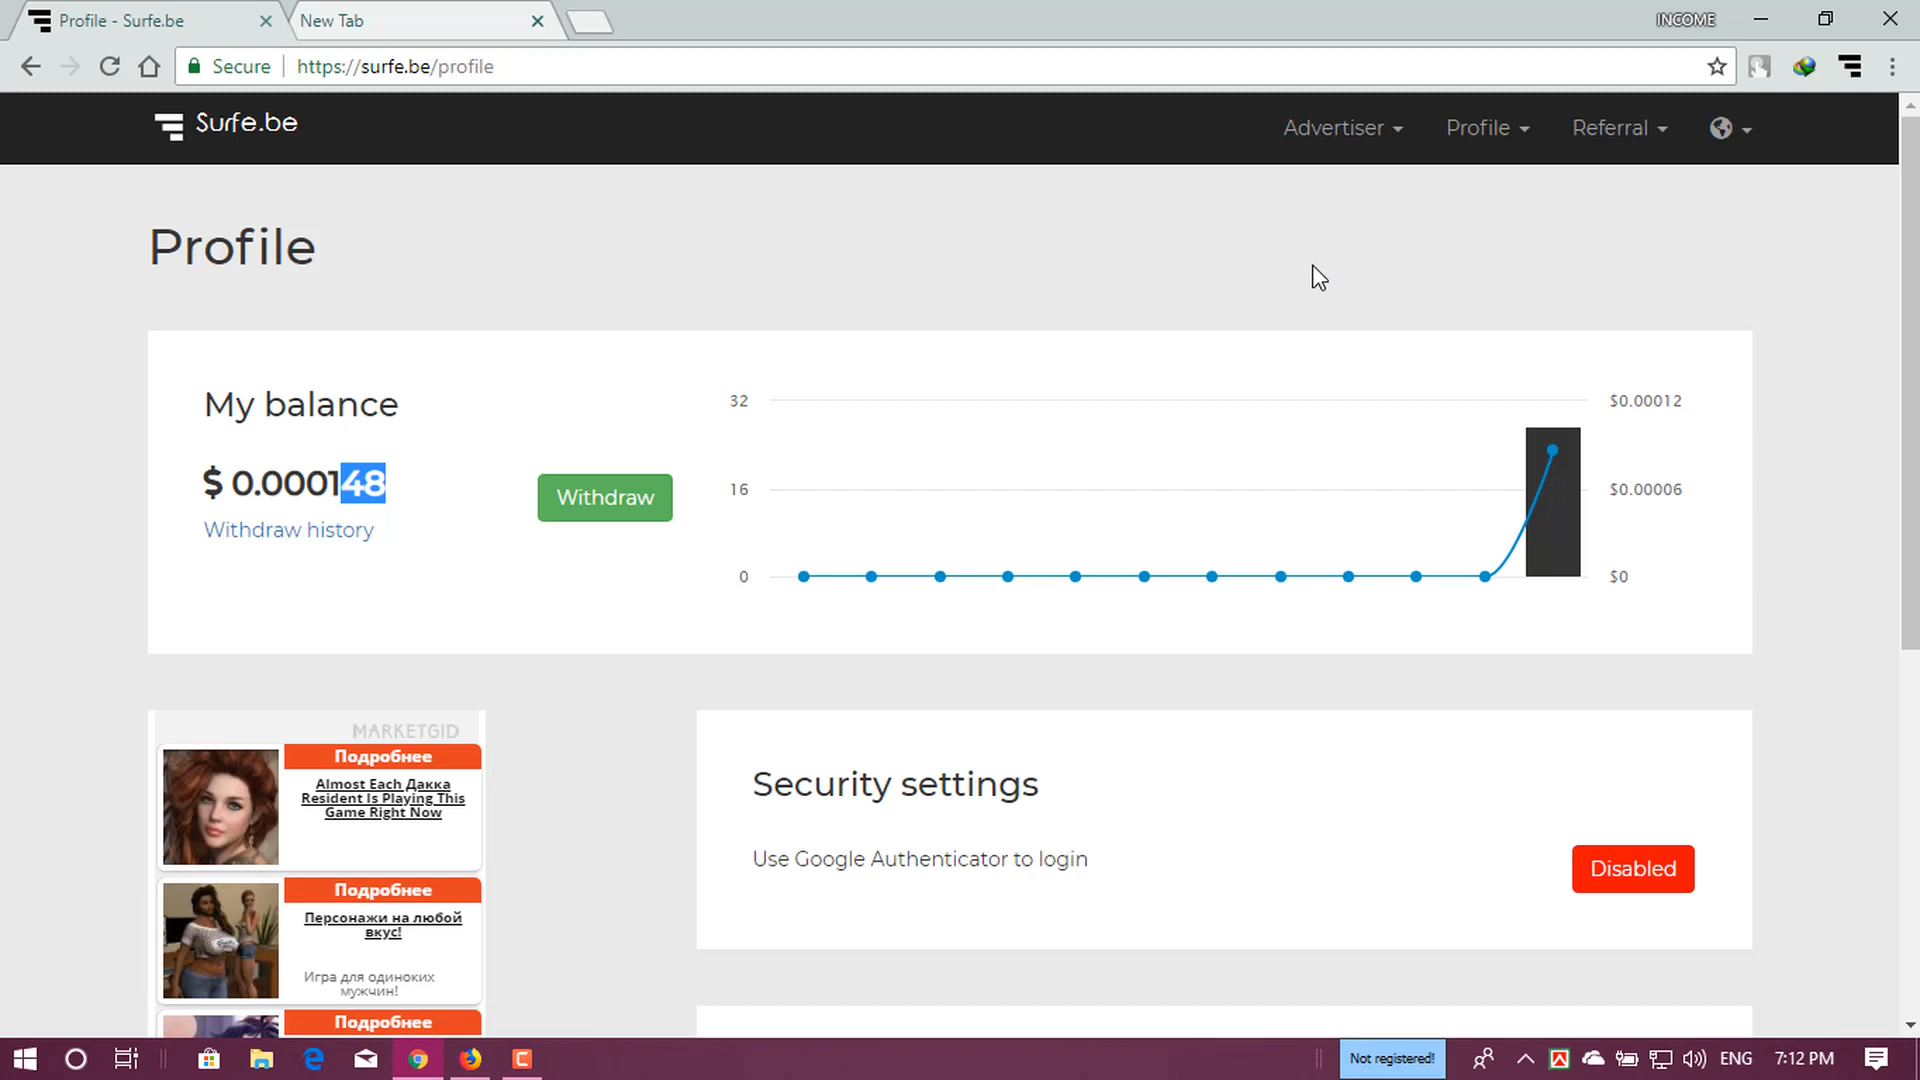 Profile - Surfe.be
New Tab
INCOME
Secure
https://surfe.be/profile
Surfe.be
Advertiser
Profile
Referral
Profile
My balance
$ 0.000148
Withdraw
Withdraw history
32
16
0
$0.00012
$0.00006
$0
MARKETGID
Подробнее
Almost Each Дакка
Resident Is Playing This
Game Right Now
Подробнее
Персонажи на любой
вкус!
Игра для одиноких
мужчин!
Подробнее
Security settings
Use Google Authenticator to login
Disabled
Not registered!
ENG
7:12 PM